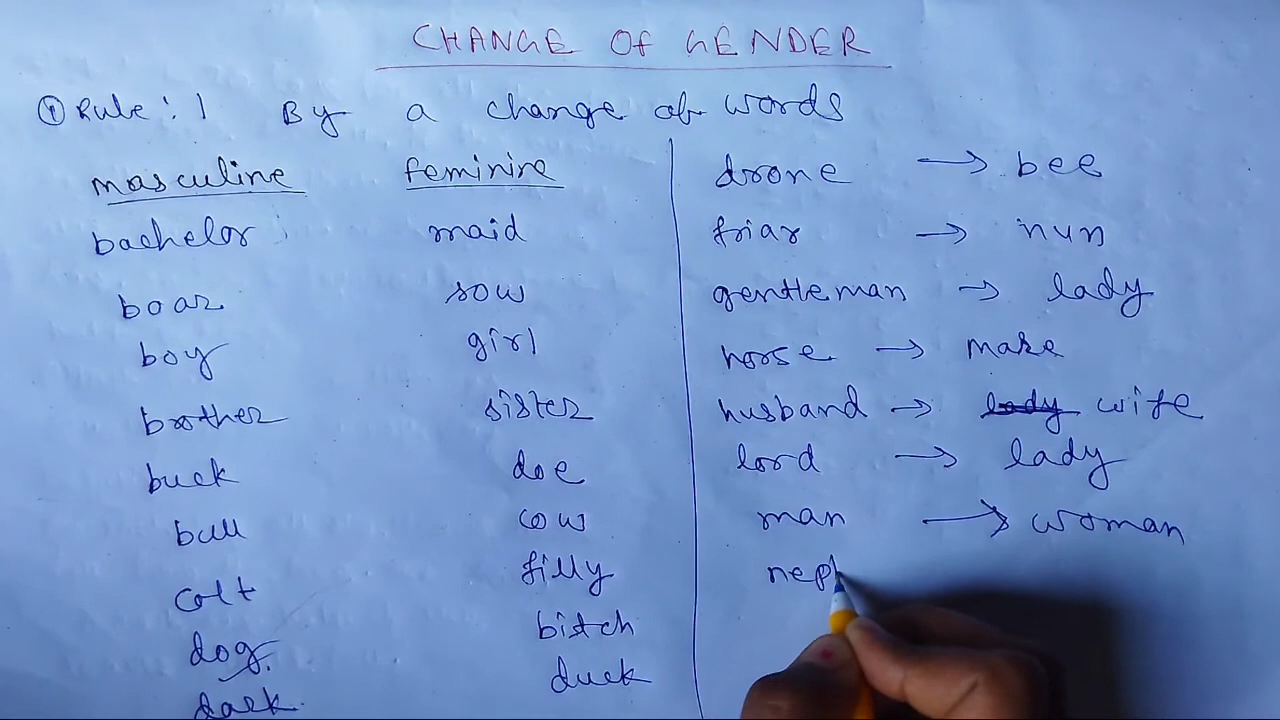 CHANGE OF GENDER
① Rule: 1 By a change of words
masculine feminine
bachelor maid
boar sow
boy girl
brother sister
buck doe
bull cow
colt filly
dog bitch
dark duck
drone → bee
friar → nun
gentleman → lady
horse → mare
husband → lady wife
lord → lady
man → woman
neph